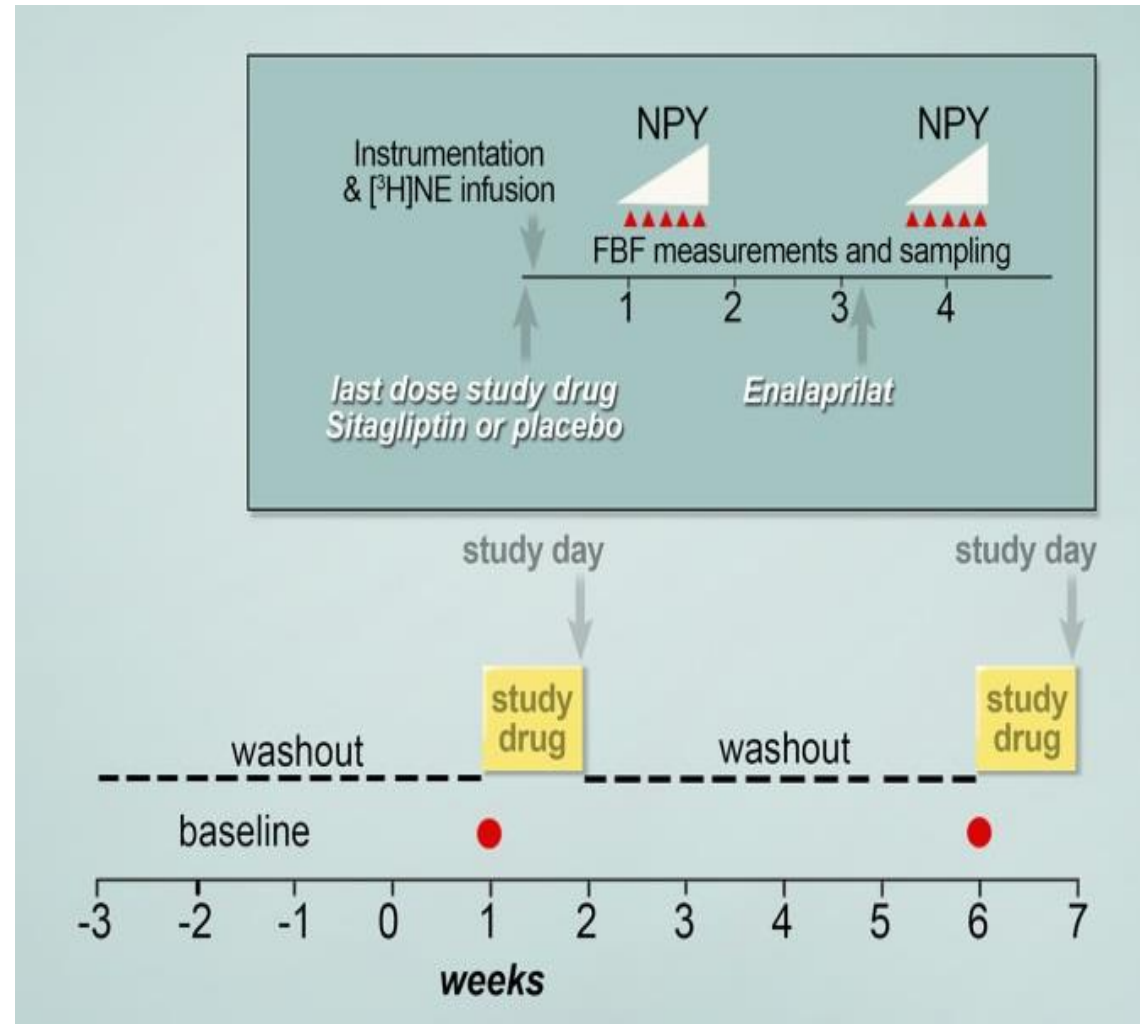 NPY NPY
Instrumentation
& [³H]NE infusion
FBF measurements and sampling
1 2 3 4
last dose study drug
Sitagliptin or placebo
Enalaprilat
study day study day
study
drug
study
drug
washout washout
baseline
-3 -2 -1 0 1 2 3 4 5 6 7
weeks